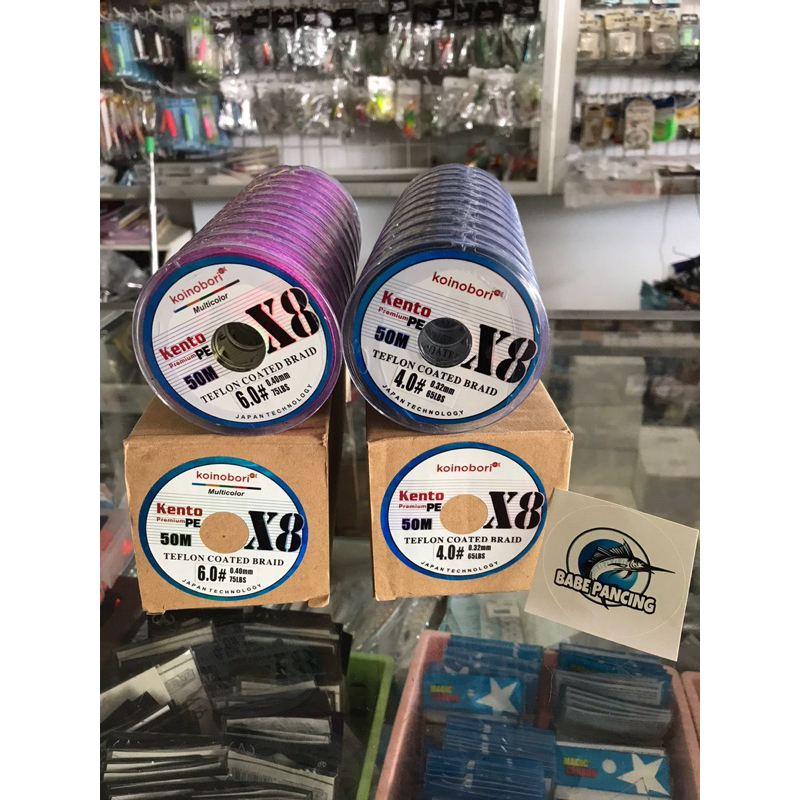 koinobori
Multicolor
Kento
Premium PE
X8
50M
TEFLON COATED BRAID
6.0# 0.40mm
75LBS
JAPAN TECHNOLOGY
koinobori
Kento
Premium PE
X8
50M
TEFLON COATED BRAID
4.0# 0.32mm
65LBS
JAPAN TECHNOLOGY
koinobori
Multicolor
Kento
Premium PE
X8
50M
TEFLON COATED BRAID
6.0# 0.40mm
75LBS
JAPAN TECHNOLOGY
koinobori
Kento
Premium PE
X8
50M
TEFLON COATED BRAID
4.0# 0.32mm
65LBS
JAPAN TECHNOLOGY
BABE PANCING
MAGIC
MAGIC